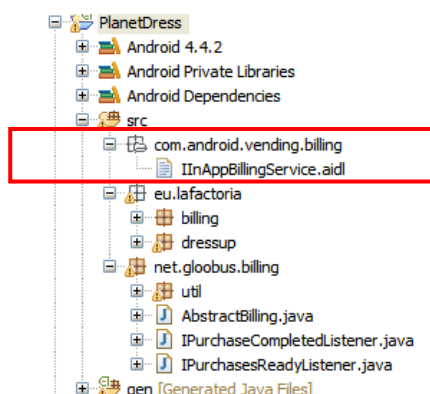 PlanetDress
Android 4.4.2
Android Private Libraries
Android Dependencies
src
com.android.vending.billing
IInAppBillingService.aidl
eu.lafactoria
billing
dressup
net.gloobus.billing
util
AbstractBilling.java
IPurchaseCompletedListener.java
IPurchasesReadyListener.java
gen [Generated Java Files]